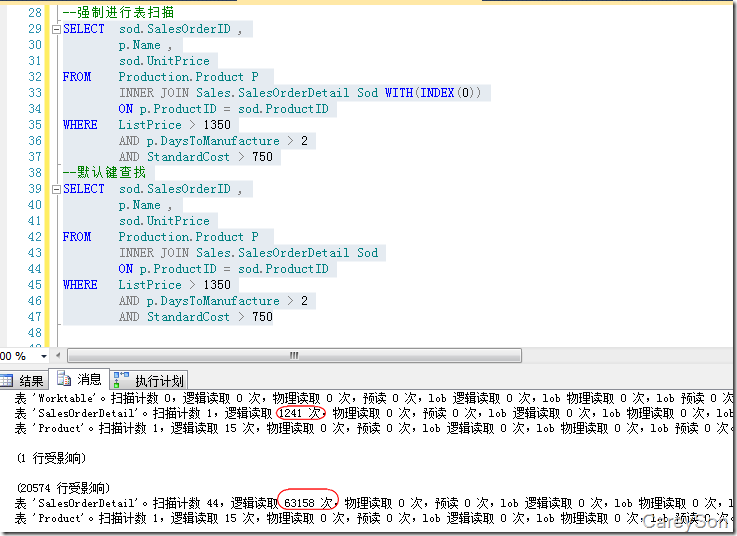 28 --强制进行表扫描
29 SELECT sod.SalesOrderID ,
30 p.Name ,
31 sod.UnitPrice
32 FROM Production.Product P
33 INNER JOIN Sales.SalesOrderDetail Sod WITH(INDEX(0))
34 ON p.ProductID = sod.ProductID
35 WHERE ListPrice > 1350
36 AND p.DaysToManufacture > 2
37 AND StandardCost > 750
38 --默认键查找
39 SELECT sod.SalesOrderID ,
40 p.Name ,
41 sod.UnitPrice
42 FROM Production.Product P
43 INNER JOIN Sales.SalesOrderDetail Sod
44 ON p.ProductID = sod.ProductID
45 WHERE ListPrice > 1350
46 AND p.DaysToManufacture > 2
47 AND StandardCost > 750
48
00 %
结果 消息 执行计划
表 'Worktable'。扫描计数 0，逻辑读取 0 次，物理读取 0 次，预读 0 次，lob 逻辑读取 0 次，lob 物理读取 0 次，lob 预读 0 次。
表 'SalesOrderDetail'。扫描计数 1，逻辑读取 1241 次，物理读取 0 次，预读 0 次，lob 逻辑读取 0 次，lob 物理读取 0 次，l
表 'Product'。扫描计数 1，逻辑读取 15 次，物理读取 0 次，预读 0 次，lob 逻辑读取 0 次，lob 物理读取 0 次，lob 预读 0 次。
(1 行受影响)
(20574 行受影响)
表 'SalesOrderDetail'。扫描计数 44，逻辑读取 63158 次，物理读取 0 次，预读 0 次，lob 逻辑读取 0 次，lob 物理读取 0 次，
表 'Product'。扫描计数 1，逻辑读取 15 次，物理读取 0 次，预读 0 次，lob 逻辑读取 0 次，lob 物理读取 0 次，lob 预读 0 次。
CareySon